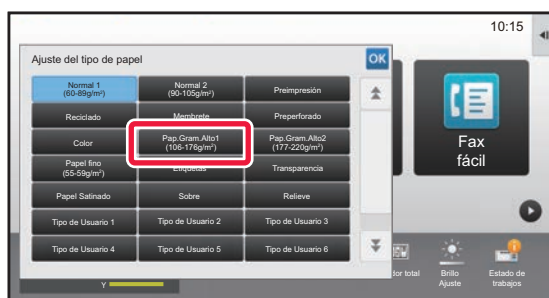 10:15
Ajuste del tipo de papel
OK
Normal 1
(60-89g/m²)
Normal 2
(90-105g/m²)
Preimpresión
Reciclado
Membrete
Preperforado
Color
Pap.Gram.Alto1
(106-176g/m²)
Pap.Gram.Alto2
(177-220g/m²)
Papel fino
(55-59g/m²)
Etiquetas
Transparencia
Papel Satinado
Sobre
Relieve
Tipo de Usuario 1
Tipo de Usuario 2
Tipo de Usuario 3
Tipo de Usuario 4
Tipo de Usuario 5
Tipo de Usuario 6
Fax
fácil
total
Brillo
Ajuste
Estado de
trabajos
Y